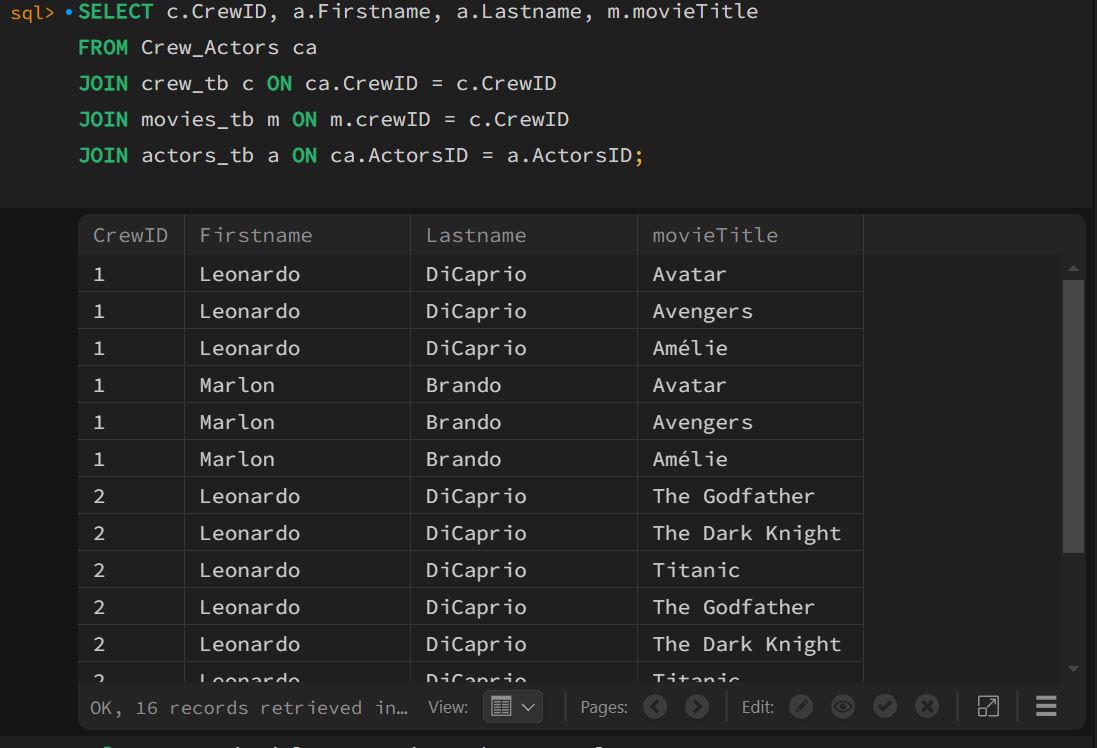 sql> SELECT c.CrewID, a.Firstname, a.Lastname, m.movieTitle
FROM Crew_Actors ca
JOIN crew_tb c ON ca.CrewID = c.CrewID
JOIN movies_tb m ON m.crewID = c.CrewID
JOIN actors_tb a ON ca.ActorsID = a.ActorsID;
CrewID Firstname Lastname movieTitle
1 Leonardo DiCaprio Avatar
1 Leonardo DiCaprio Avengers
1 Leonardo DiCaprio Amélie
1 Marlon Brando Avatar
1 Marlon Brando Avengers
1 Marlon Brando Amélie
2 Leonardo DiCaprio The Godfather
2 Leonardo DiCaprio The Dark Knight
2 Leonardo DiCaprio Titanic
2 Leonardo DiCaprio The Godfather
2 Leonardo DiCaprio The Dark Knight
2 Leonardo DiCaprio Titanic
OK, 16 records retrieved in… View: Pages: Edit: